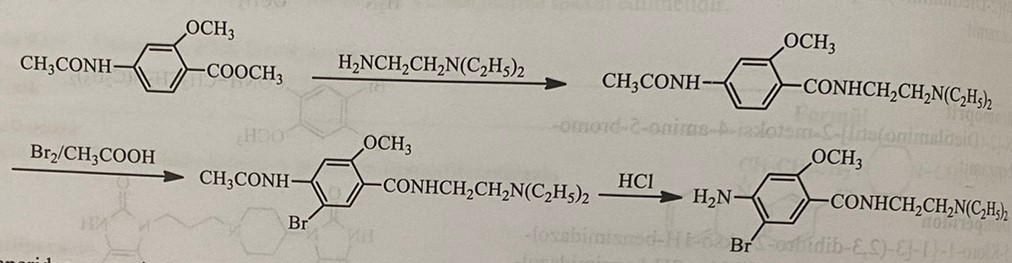 OCH₃
CH₃CONH
COOCH₃
H₂NCH₂CH₂N(C₂H₅)₂
OCH₃
CH₃CONH
CONHCH₂CH₂N(C₂H₅)₂
Br₂/CH₃COOH
OCH₃
CH₃CONH
CONHCH₂CH₂N(C₂H₅)₂
Br
HCl
OCH₃
H₂N
CONHCH₂CH₂N(C₂H₅)₂
Br